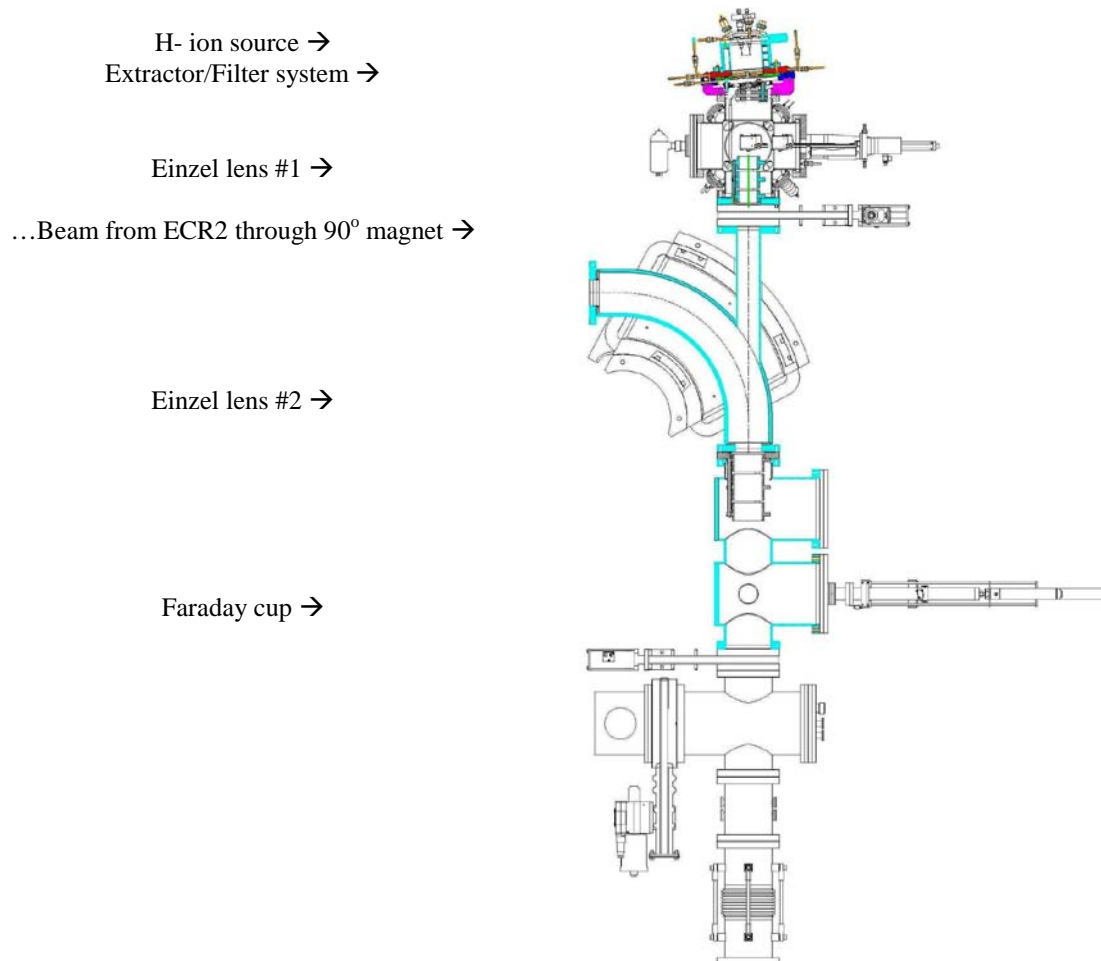 H- ion source →
Extractor/Filter system →
Einzel lens #1 →
…Beam from ECR2 through 90° magnet →
Einzel lens #2 →
Faraday cup →